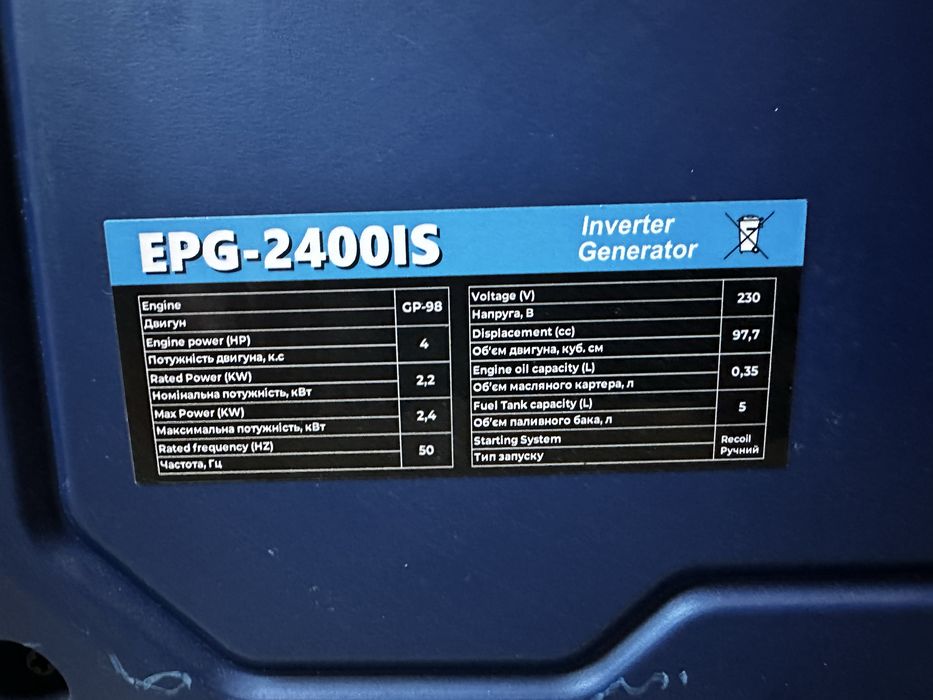 EPG-2400IS
Inverter
Generator
Engine
Двигун
GP-98
Engine power (HP)
Потужність двигуна, к.с
4
Rated Power (KW)
Номінальна потужність, кВт
2,2
Max Power (KW)
Максимальна потужність, кВт
2,4
Rated frequency (HZ)
Частота, Гц
50
Voltage (V)
Напруга, В
230
Displacement (cc)
Об'єм двигуна, куб. см
97,7
Engine oil capacity (L)
Об'єм масляного картера, л
0,35
Fuel Tank capacity (L)
Об'єм паливного бака, л
5
Starting System
Тип запуску
Recoil
Ручний